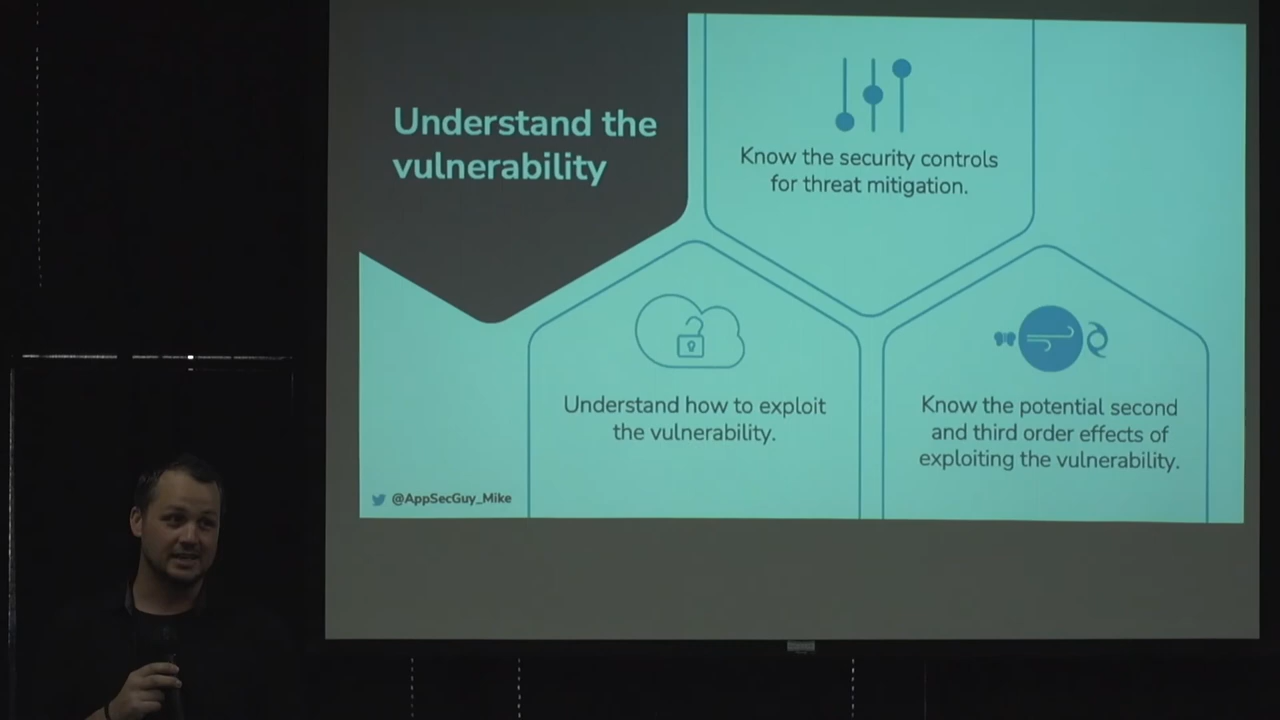 Understand the
vulnerability
Know the security controls
for threat mitigation.
Understand how to exploit
the vulnerability.
Know the potential second
and third order effects of
exploiting the vulnerability.
@AppSecGuy_Mike